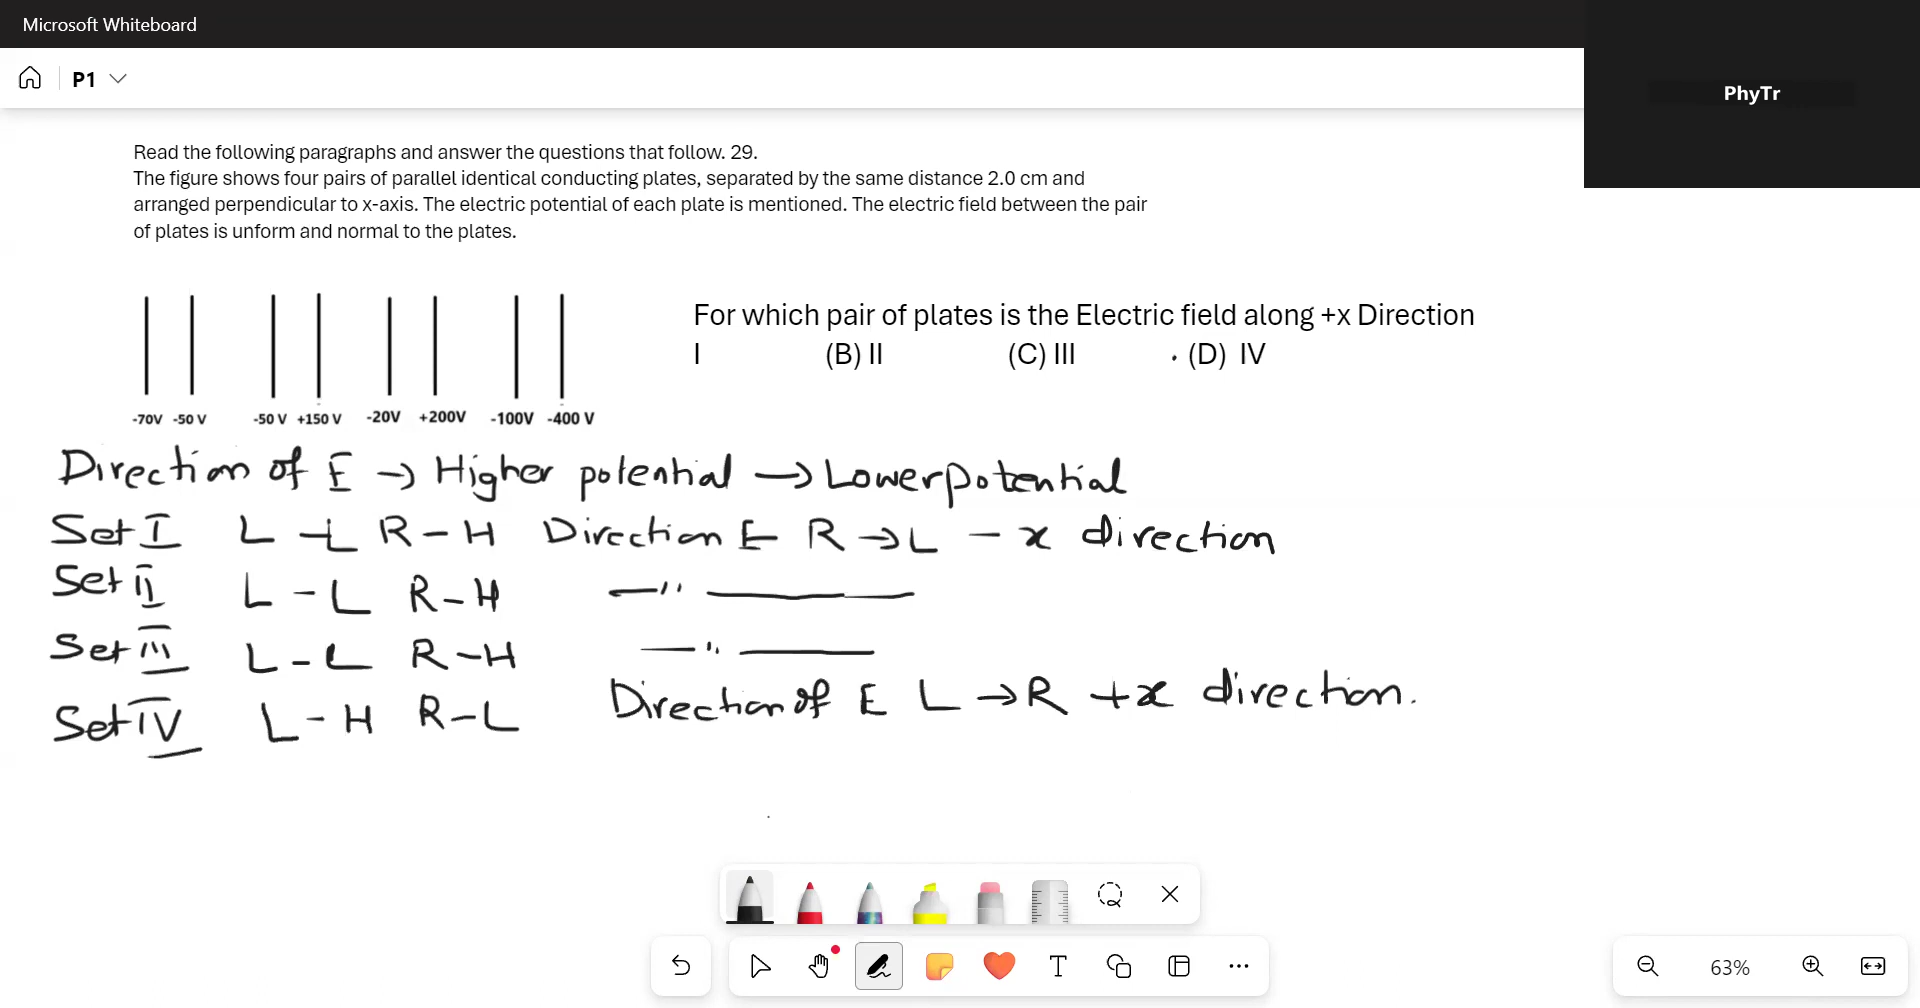 Microsoft Whiteboard
P1
PhyTr
Read the following paragraphs and answer the questions that follow. 29.
The figure shows four pairs of parallel identical conducting plates, separated by the same distance 2.0 cm and
arranged perpendicular to x-axis. The electric potential of each plate is mentioned. The electric field between the pair
of plates is unform and normal to the plates.
For which pair of plates is the Electric field along +x Direction
I (B) II (C) III (D) IV
-70V -50 V -50 V +150 V -20V +200V -100V -400 V
Direction of E → Higher potential → Lower potential
Set I L - L R - H Direction E R → L - x direction
Set II L - L R - H —"——
Set III L - L R - H —"——
Set IV L - H R - L Direction of E L → R + x direction.
T
63%